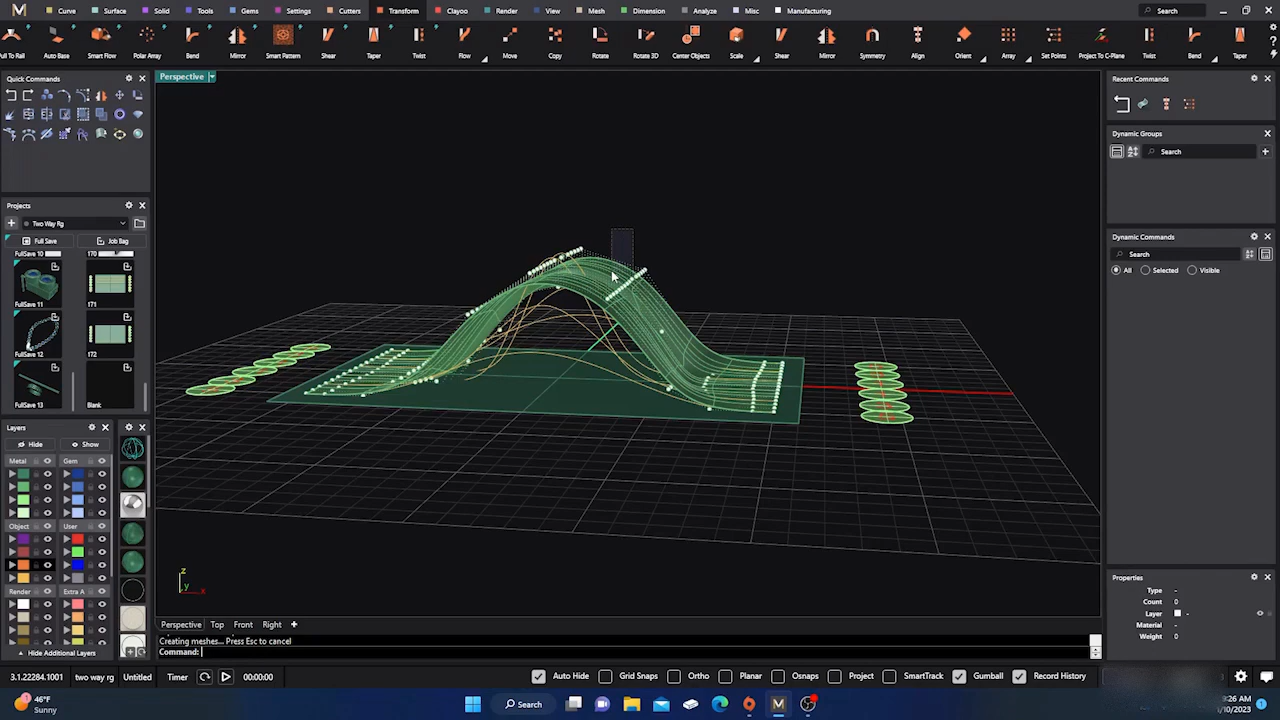 Curve Surface Solid Tools Gems Settings Cutters Transform Clayoo Render View Mesh Dimension Analyze Misc Manufacturing Search
Auto Base Smart Flow Polar Array Bend Mirror Smart Pattern Shear Taper Twist Flow Move Copy Rotate Rotate 3D Center Objects Scale Shear Mirror Symmetry Align Orient Array Set Points Project To C-Plane Twist Bend Taper
Quick Commands
Perspective
Recent Commands
Dynamic Groups
Search
Projects
Two Way Rg
Full Save Job Bag
FullSave 10 170
FullSave 11 171
FullSave 12 172
FullSave 13 Blank
Dynamic Commands
Search
All Selected Visible
Layers
Hide Show
Metal Gem
Object User
Render Extra A
Hide Additional Layers
z
y x
Properties
Type -
Count 0
Layer -
Material -
Weight 0
Perspective Top Front Right
Creating meshes... Press Esc to cancel
Command:
3.1.22284.1001 two way rg Untitled Timer 00:00:00 Auto Hide Grid Snaps Ortho Planar Osnaps Project SmartTrack Gumball Record History
46°F
Sunny
Search